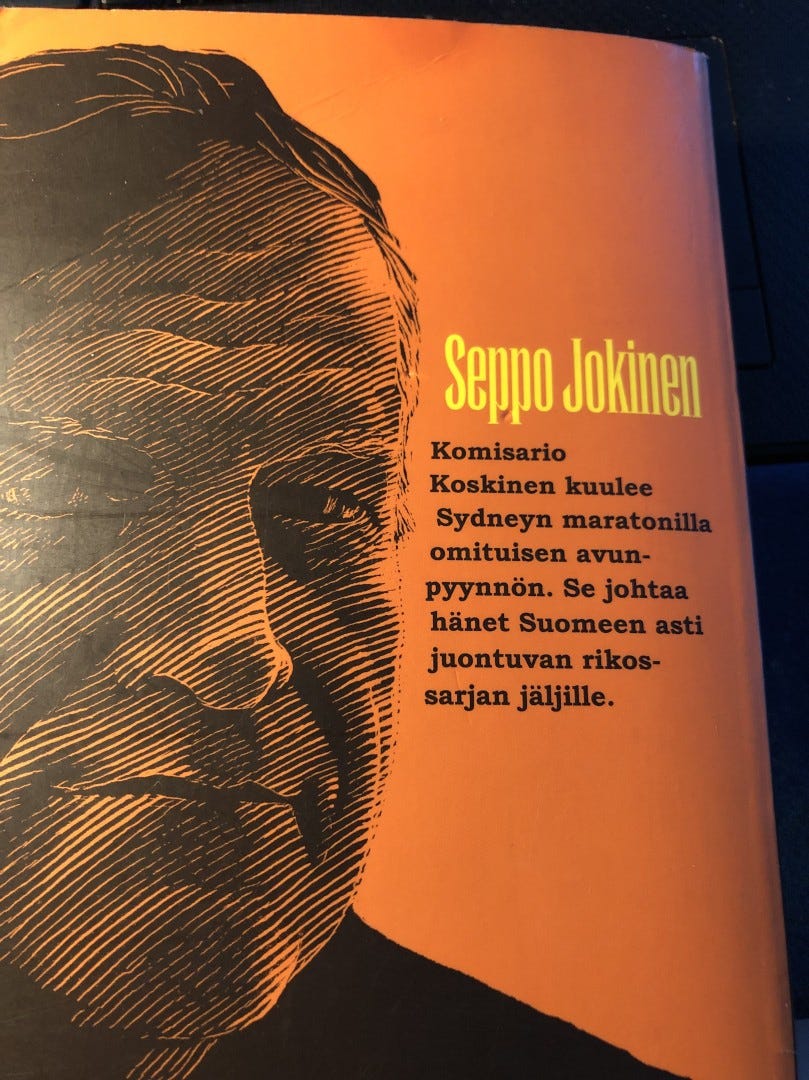 Seppo Jokinen
Komisario
Koskinen kuulee
Sydneyn maratonilla
omituisen avun-
pyynnön. Se johtaa
hänet Suomeen asti
juontuvan rikos-
sarjan jäljille.